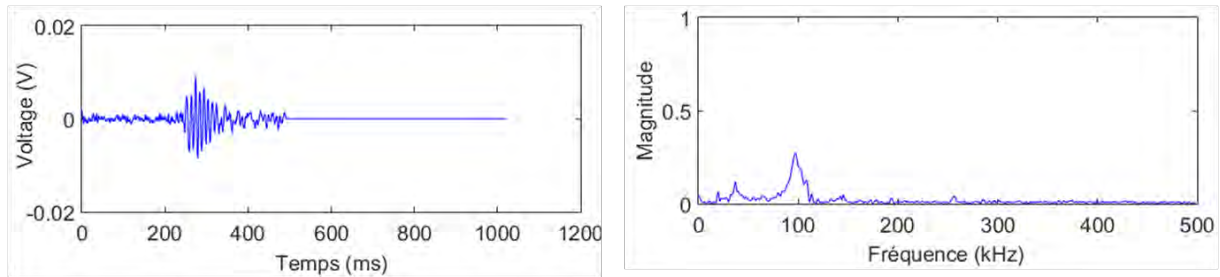 0.02
0
-0.02
Voltage (V)
0 200 400 600 800 1000 1200
Temps (ms)
1
0.5
0
Magnitude
0 100 200 300 400 500
Fréquence (kHz)